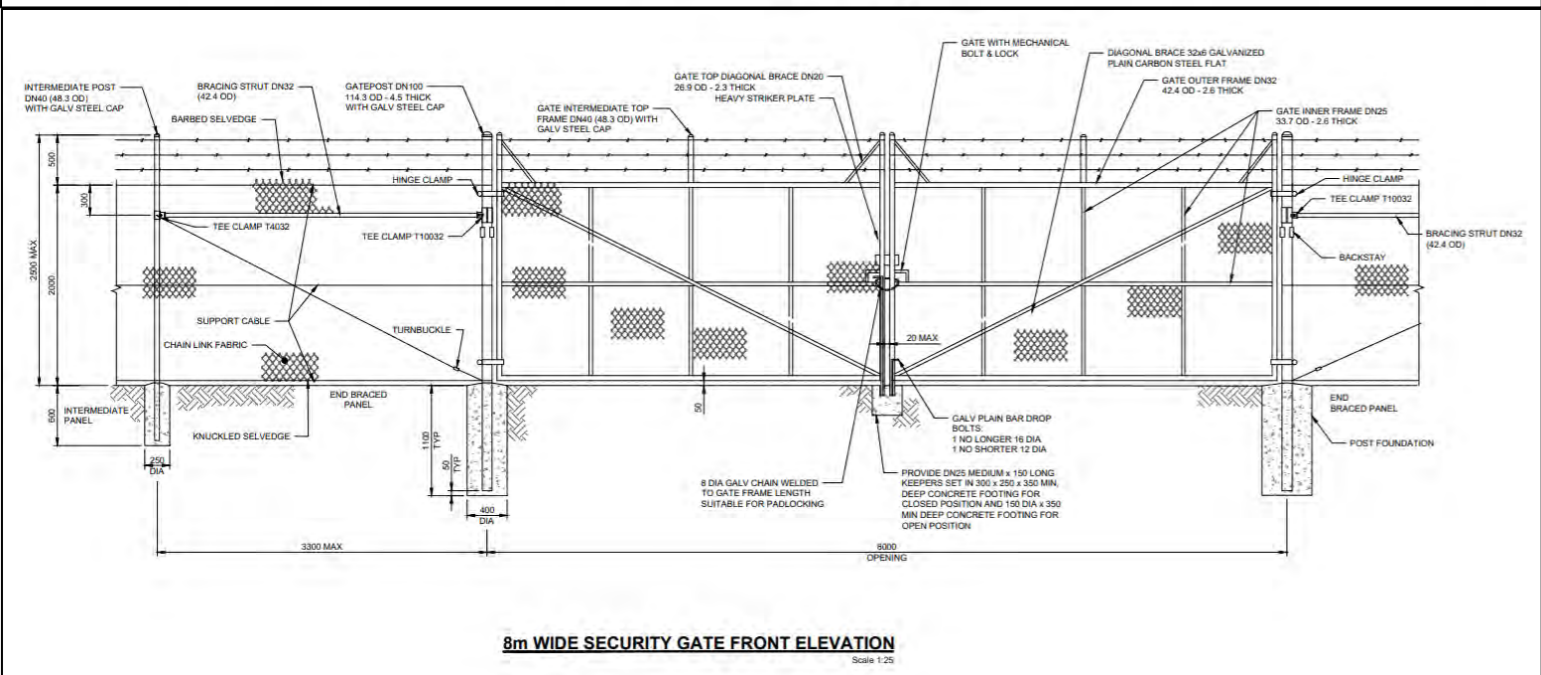 INTERMEDIATE POST
DN40 (48.3 OD)
WITH GALV STEEL CAP
BRACING STRUT DN32
(42.4 OD)
BARBED SELVEDGE
GATEPOST DN100
114.3 OD - 4.5 THICK
WITH GALV STEEL CAP
GATE INTERMEDIATE TOP
FRAME DN40 (48.3 OD) WITH
GALV STEEL CAP
GATE TOP DIAGONAL BRACE DN20
26.9 OD - 2.3 THICK
HEAVY STRIKER PLATE
GATE WITH MECHANICAL
BOLT & LOCK
DIAGONAL BRACE 32x6 GALVANIZED
PLAIN CARBON STEEL FLAT
GATE OUTER FRAME DN32
42.4 OD - 2.6 THICK
GATE INNER FRAME DN25
33.7 OD - 2.6 THICK
500
300
2500 MAX
2000
600
HINGE CLAMP
TEE CLAMP T4032
TEE CLAMP T10032
HINGE CLAMP
TEE CLAMP T10032
BRACING STRUT DN32
(42.4 OD)
BACKSTAY
SUPPORT CABLE
TURNBUCKLE
CHAIN LINK FABRIC
20 MAX
INTERMEDIATE
PANEL
END BRACED
PANEL
KNUCKLED SELVEDGE
250
DIA
1100
TYP
50
TYP
400
DIA
50
GALV PLAIN BAR DROP
BOLTS:
1 NO LONGER 16 DIA
1 NO SHORTER 12 DIA
END
BRACED PANEL
POST FOUNDATION
8 DIA GALV CHAIN WELDED
TO GATE FRAME LENGTH
SUITABLE FOR PADLOCKING
PROVIDE DN25 MEDIUM x 150 LONG
KEEPERS SET IN 300 x 250 x 350 MIN,
DEEP CONCRETE FOOTING FOR
CLOSED POSITION AND 150 DIA x 350
MIN DEEP CONCRETE FOOTING FOR
OPEN POSITION
3300 MAX
8000
OPENING
8m WIDE SECURITY GATE FRONT ELEVATION
Scale 1:25